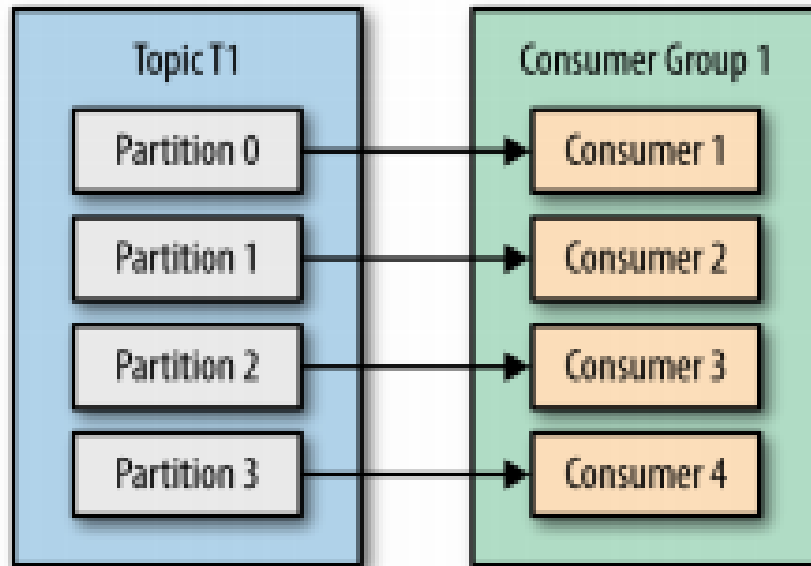 Topic T1
Partition 0
Partition 1
Partition 2
Partition 3
Consumer Group 1
Consumer 1
Consumer 2
Consumer 3
Consumer 4